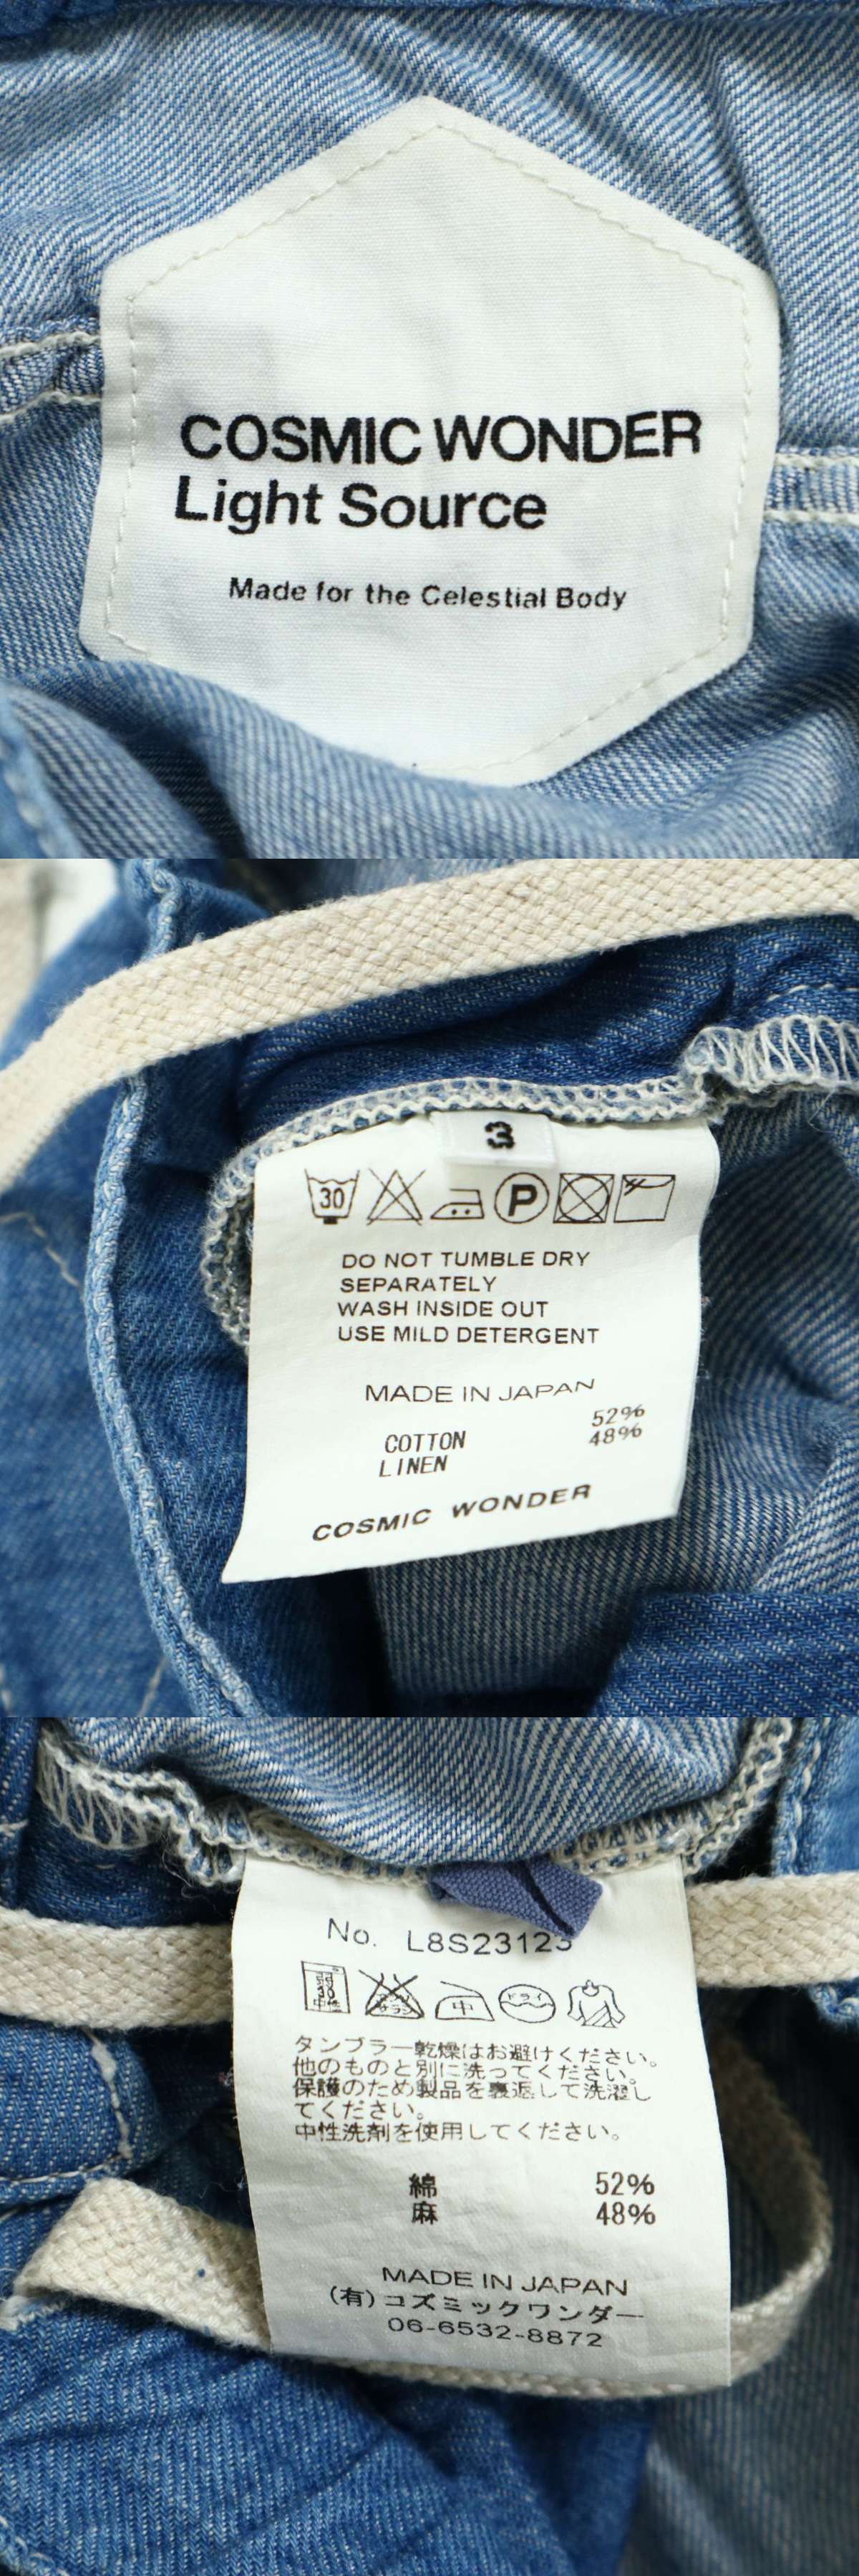 COSMIC WONDER
Light Source
Made for the Celestial Body
3
30
P
DO NOT TUMBLE DRY
SEPARATELY
WASH INSIDE OUT
USE MILD DETERGENT
MADE IN JAPAN
COTTON 52%
LINEN 48%
COSMIC WONDER
No. L8S23123
中 ドライ
タンブラー乾燥はお避けください。
他のものと別に洗ってください。
保護のため製品を裏返して洗濯し
てください。
中性洗剤を使用してください。
綿 52%
麻 48%
MADE IN JAPAN
(有)コズミックワンダー
06-6532-8872